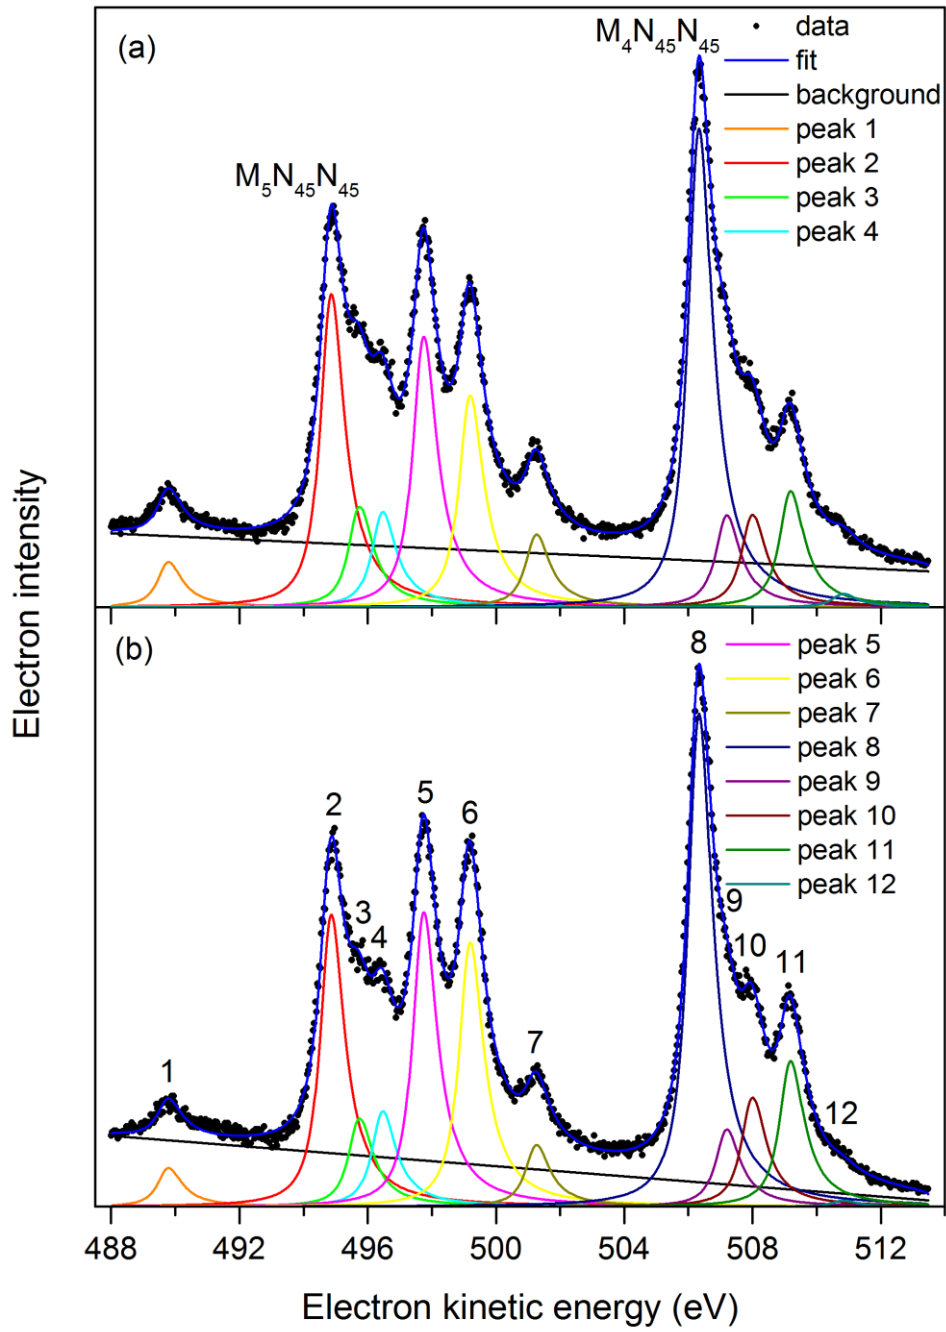 (a)
M₄N₄₅N₄₅
data
fit
background
peak 1
peak 2
peak 3
peak 4
M₅N₄₅N₄₅
Electron intensity
(b)
peak 5
peak 6
peak 7
peak 8
peak 9
peak 10
peak 11
peak 12
1
2
3
4
5
6
7
8
9
10
11
12
488 492 496 500 504 508 512
Electron kinetic energy (eV)